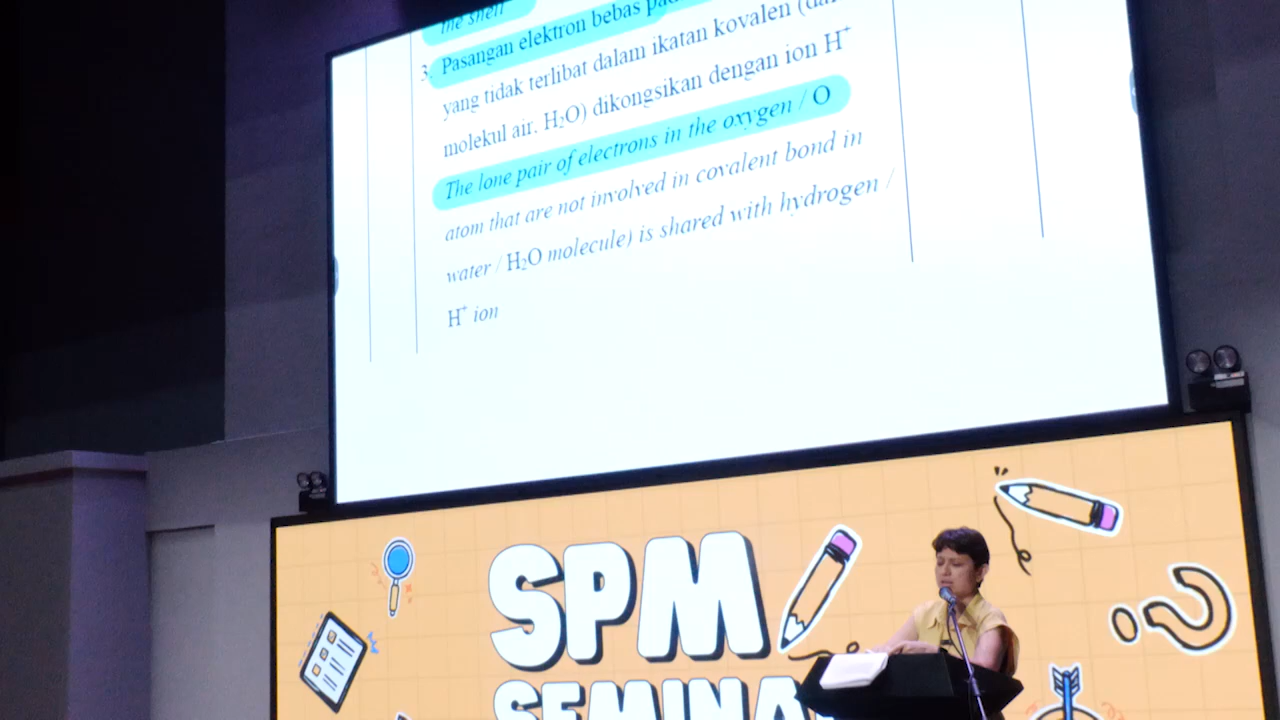 the shell
3. Pasangan elektron bebas
yang tidak terlibat dalam ikatan kovalen
molekul air, H₂O) dikongsikan dengan ion H⁺
The lone pair of electrons in the oxygen / O
atom that are not involved in covalent bond in
water / H₂O molecule) is shared with hydrogen /
H⁺ ion
SPM